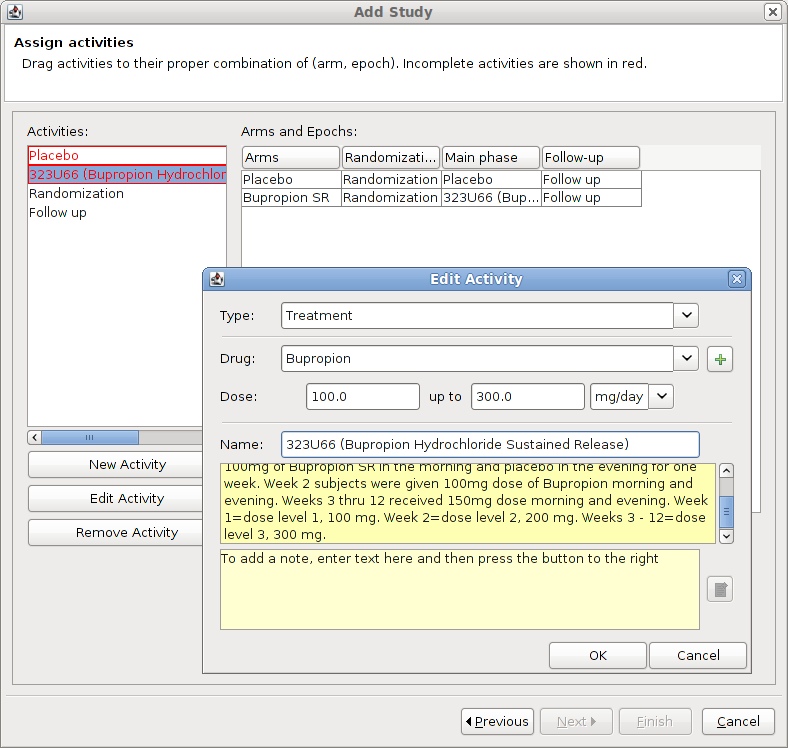 Add Study
Assign activities
Drag activities to their proper combination of (arm, epoch). Incomplete activities are shown in red.
Activities:
Placebo
323U66 (Bupropion Hydrochlor
Randomization
Follow up
New Activity
Edit Activity
Remove Activity
Arms and Epochs:
Arms Randomizati... Main phase Follow-up
Placebo Randomization Placebo Follow up
Bupropion SR Randomization 323U66 (Bup... Follow up
Edit Activity
Type: Treatment
Drug: Bupropion
Dose: 100.0 up to 300.0 mg/day
Name: 323U66 (Bupropion Hydrochloride Sustained Release)
100mg of Bupropion SR in the morning and placebo in the evening for one
week. Week 2 subjects were given 100mg dose of Bupropion morning and
evening. Weeks 3 thru 12 received 150mg dose morning and evening. Week
1=dose level 1, 100 mg. Week 2=dose level 2, 200 mg. Weeks 3 - 12=dose
level 3, 300 mg.
To add a note, enter text here and then press the button to the right
OK Cancel
Previous Next Finish Cancel